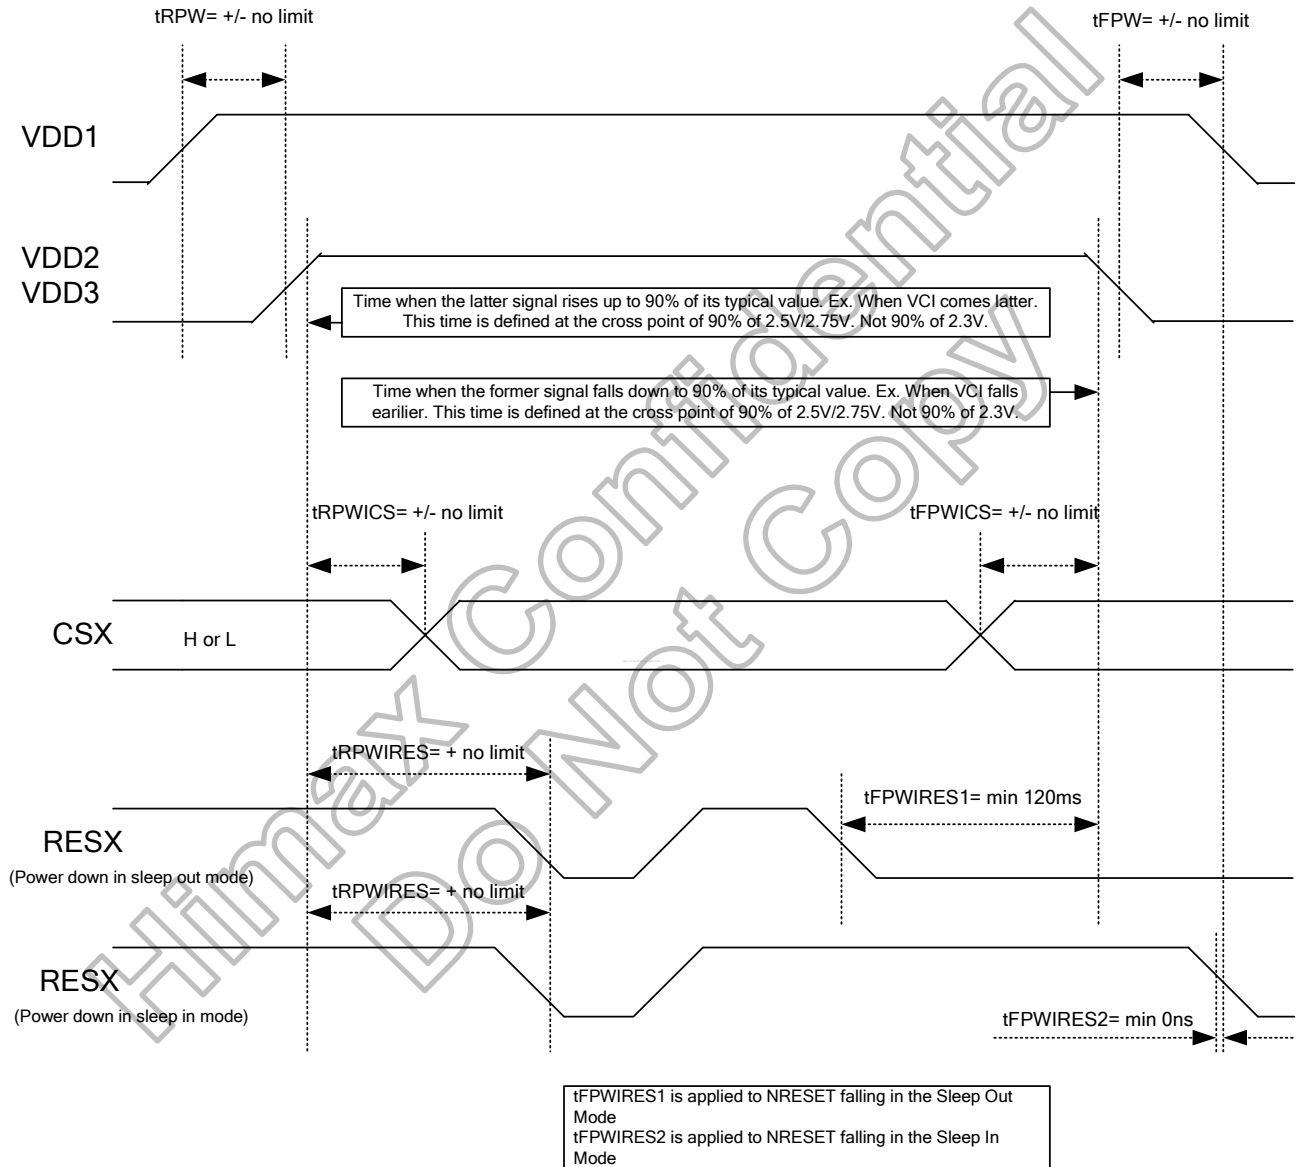 tRPW= +/- no limit
tFPW= +/- no limit
VDD1
VDD2
VDD3
Time when the latter signal rises up to 90% of its typical value. Ex. When VCI comes latter.
This time is defined at the cross point of 90% of 2.5V/2.75V. Not 90% of 2.3V.
Time when the former signal falls down to 90% of its typical value. Ex. When VCI falls
earilier. This time is defined at the cross point of 90% of 2.5V/2.75V. Not 90% of 2.3V.
tRPWICS= +/- no limit
tFPWICS= +/- no limit
CSX
H or L
tRPWIRES= + no limit
tFPWIRES1= min 120ms
RESX
(Power down in sleep out mode)
tRPWIRES= + no limit
RESX
(Power down in sleep in mode)
tFPWIRES2= min 0ns
tFPWIRES1 is applied to NRESET falling in the Sleep Out
Mode
tFPWIRES2 is applied to NRESET falling in the Sleep In
Mode
Himax Confidential
Do Not Copy